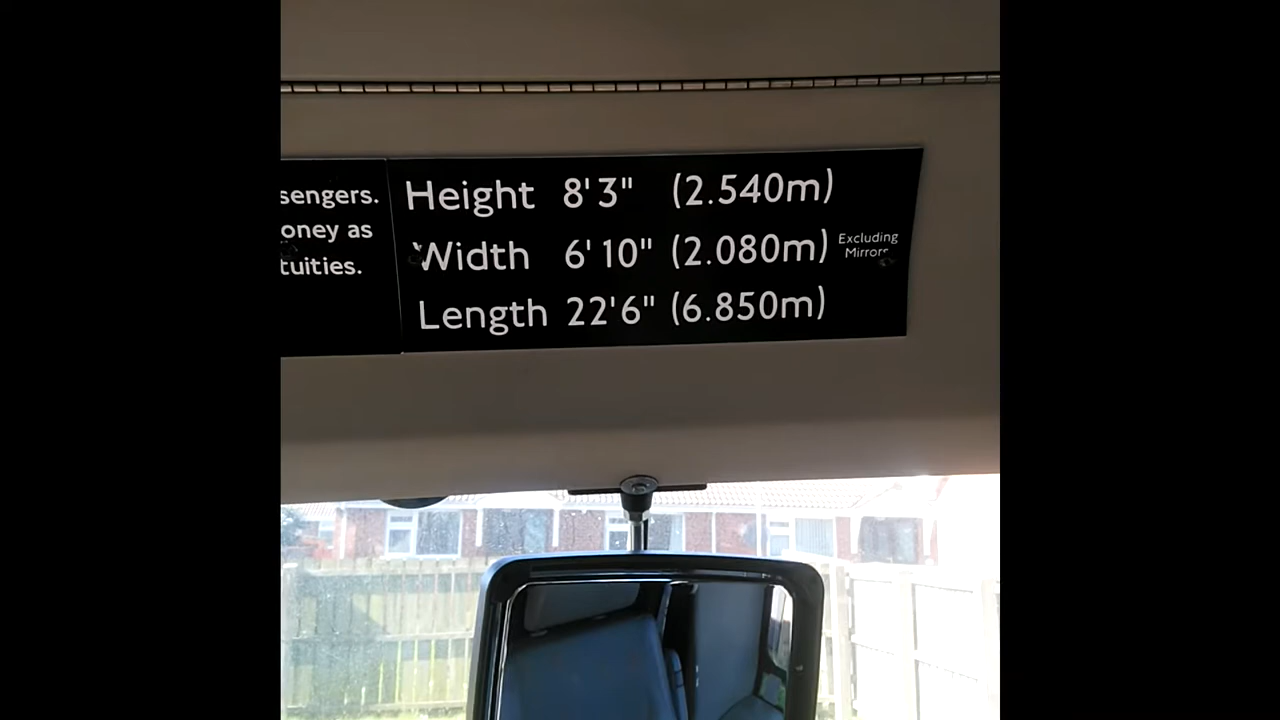 sengers.
oney as
tuities.
Height 8'3" (2.540m)
Width 6'10" (2.080m) Excluding Mirrors
Length 22'6" (6.850m)